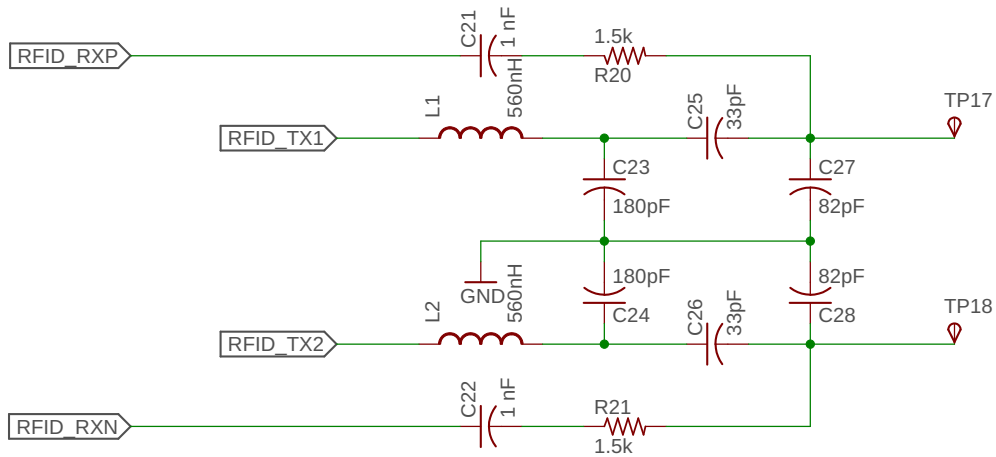 C21
1 nF
1.5k
RFID_RXP
R20
L1
560nH
C25
33pF
TP17
RFID_TX1
C23
C27
180pF
82pF
180pF
82pF
GND
L2
560nH
C24
C26
33pF
C28
TP18
RFID_TX2
C22
1 nF
R21
RFID_RXN
1.5k